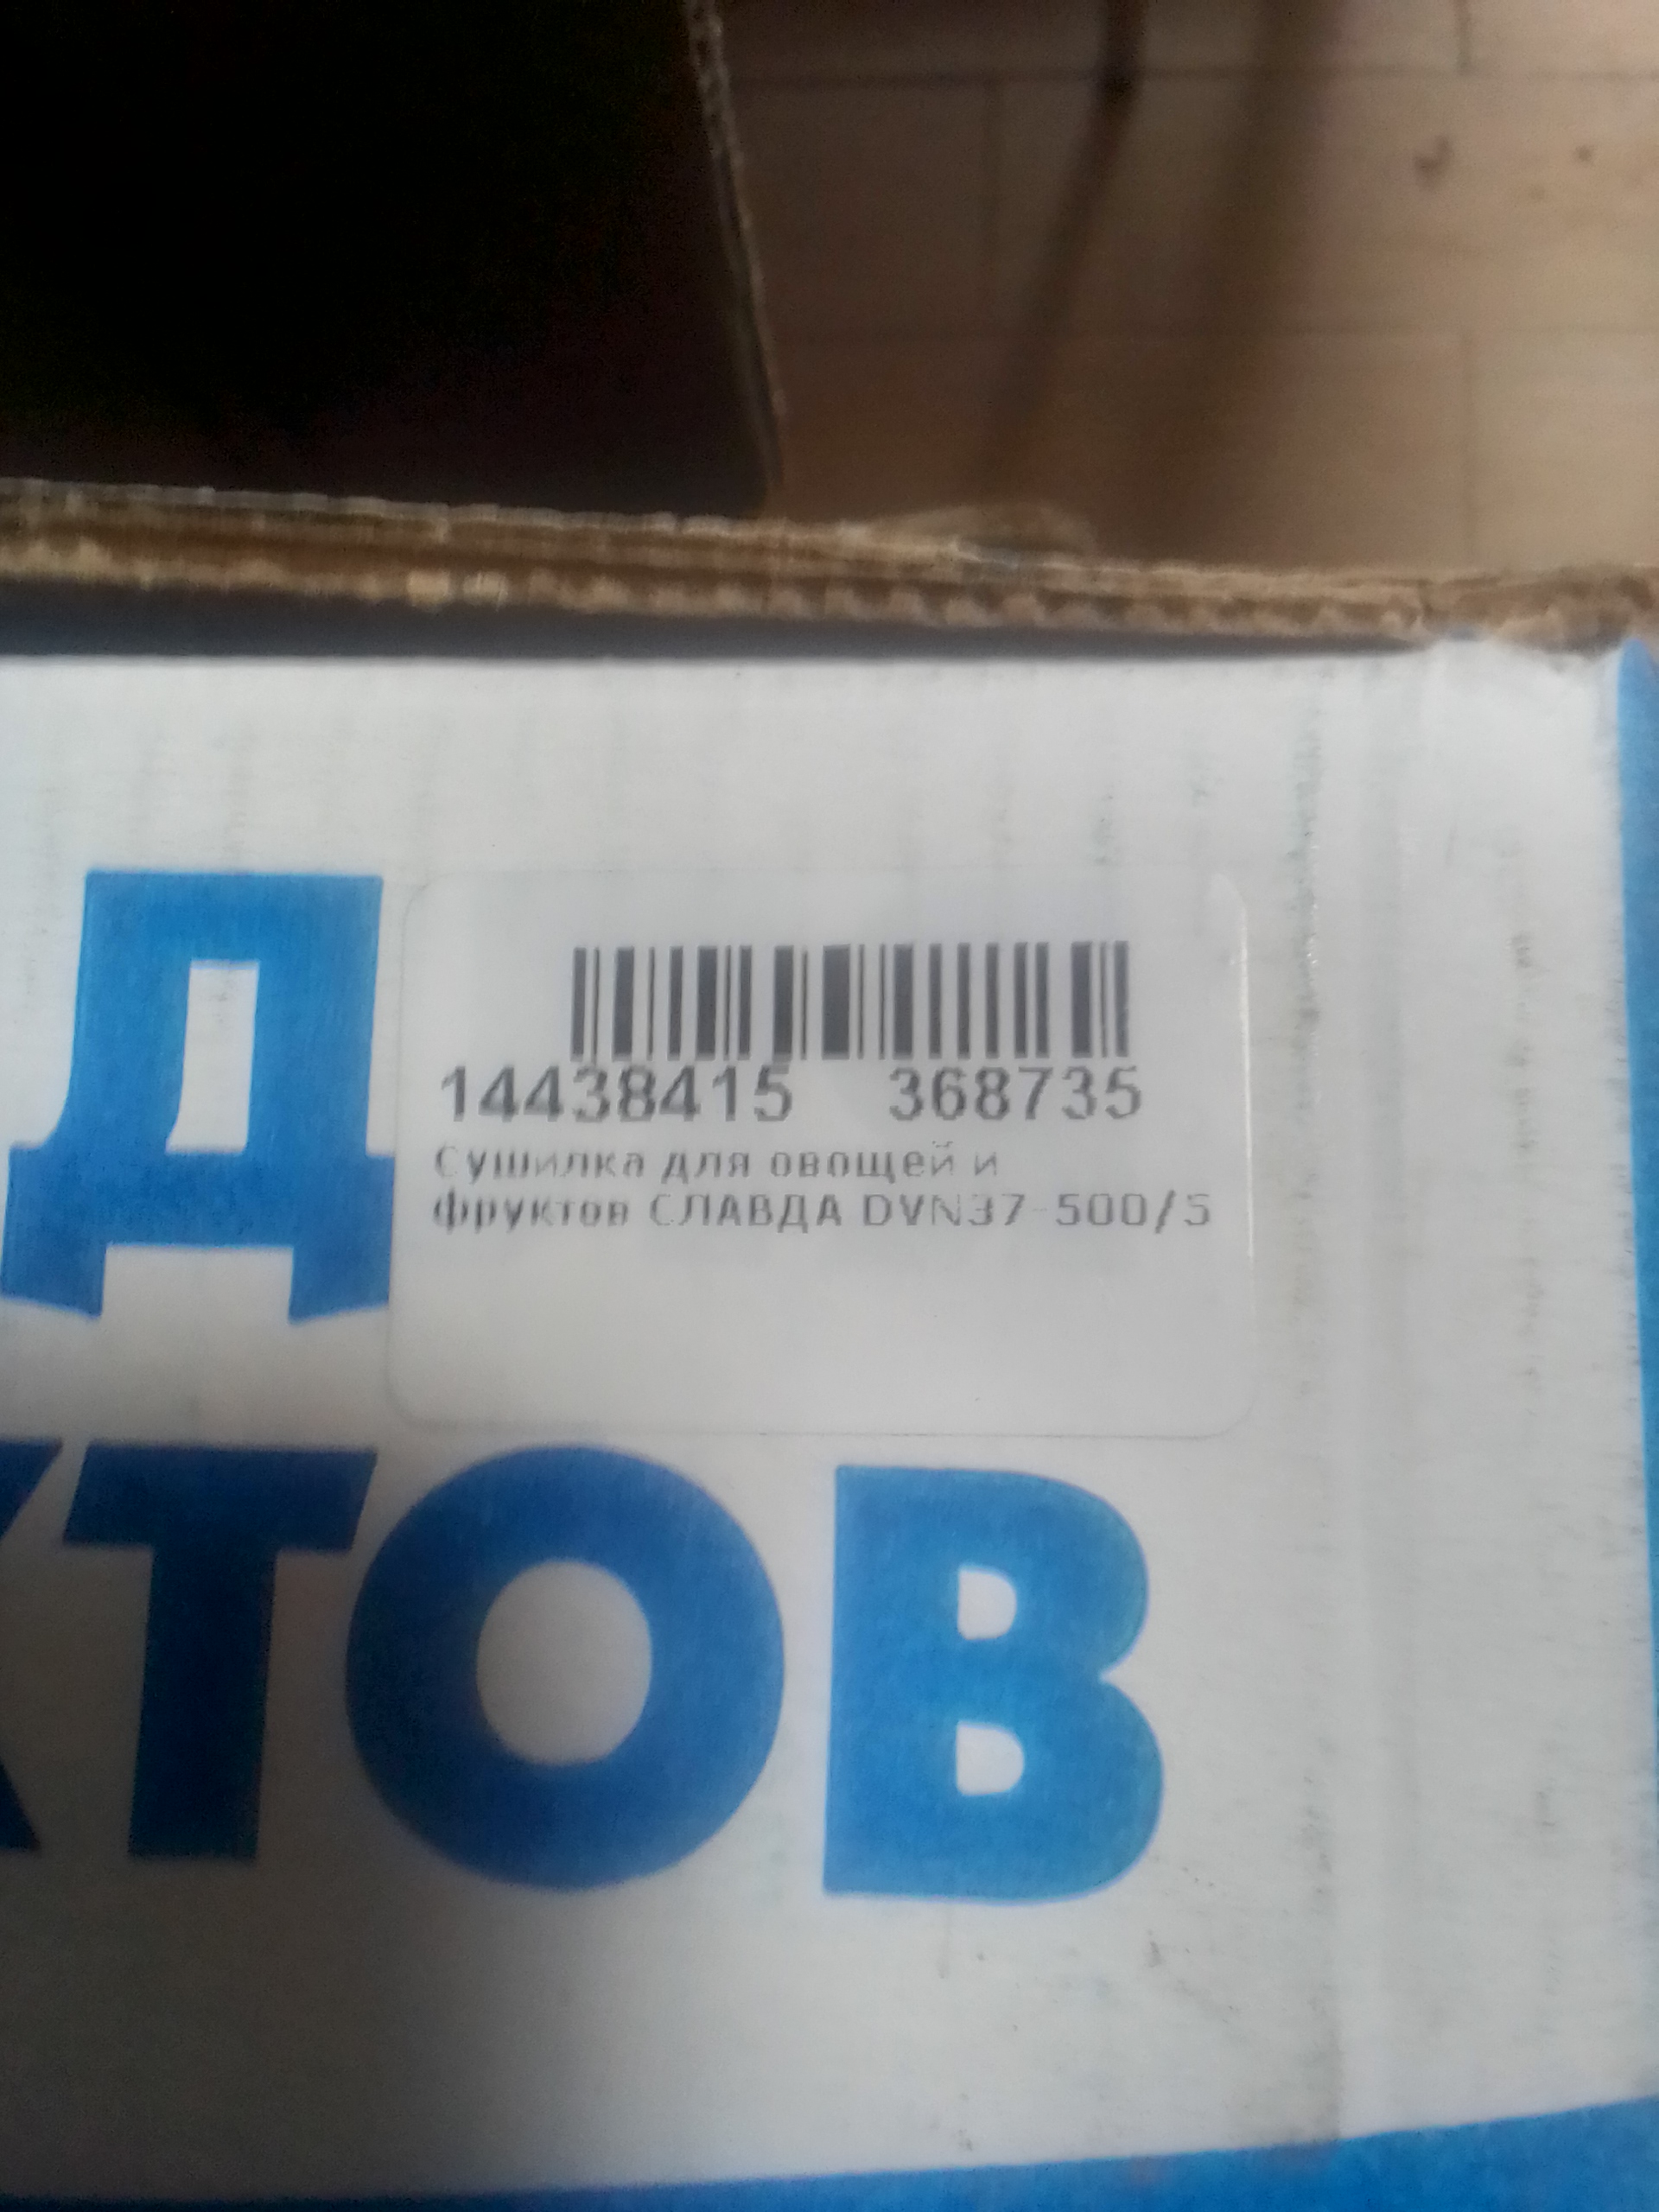 Д
14438415 368735
Сушилка для овощей и
фруктов СЛАВДА DVN37-500/5
КТОВ